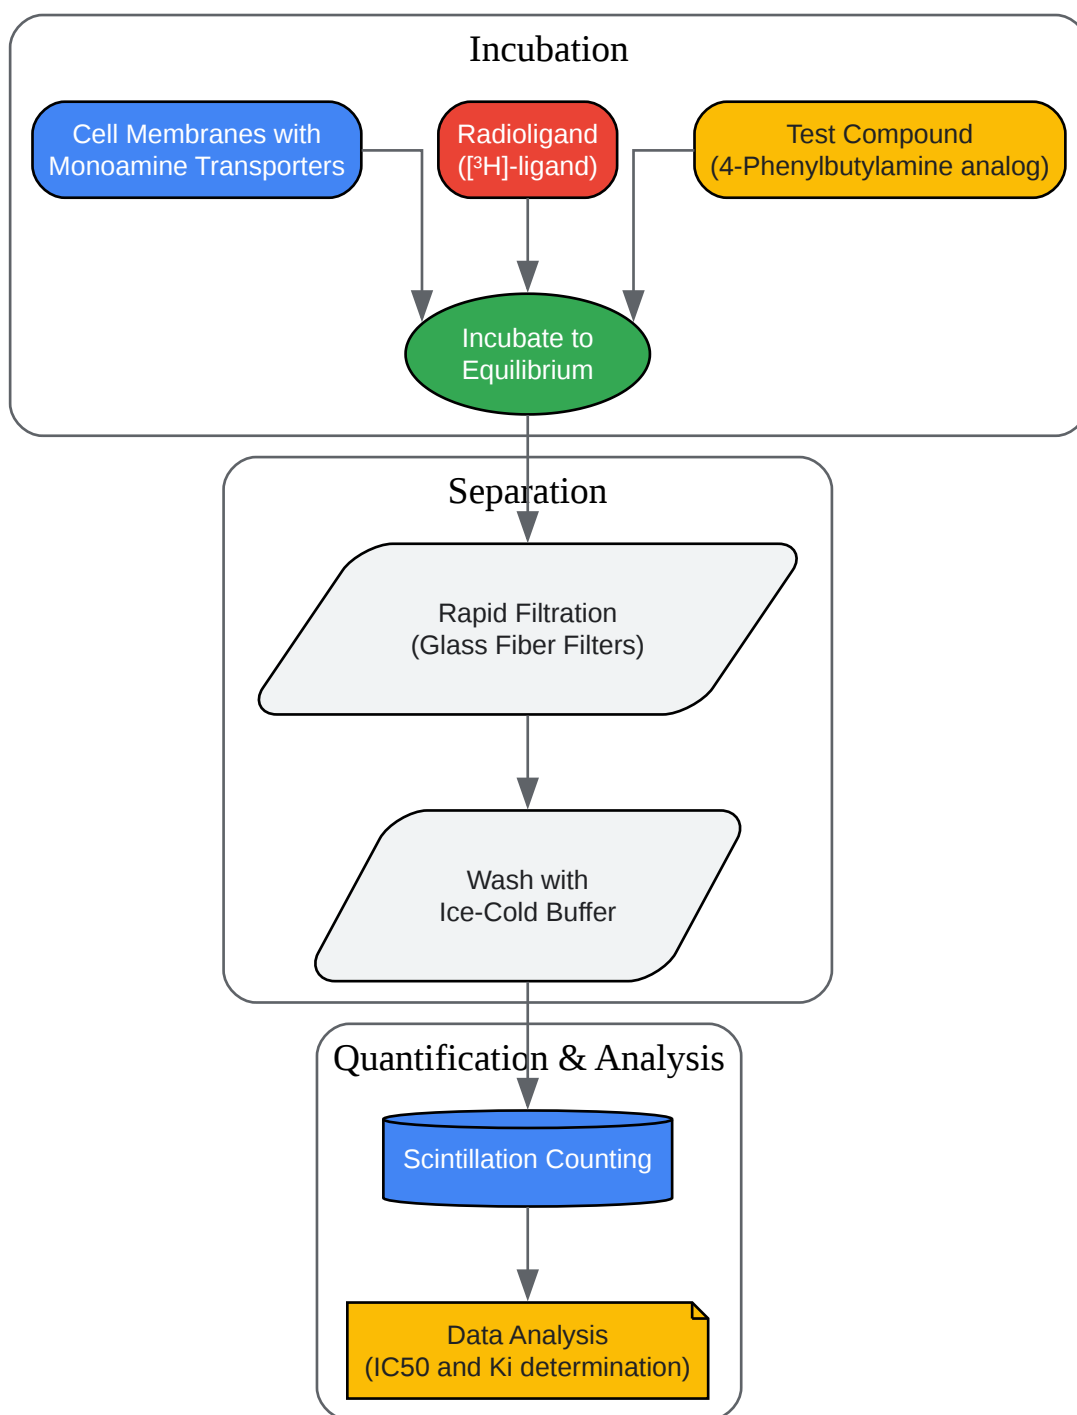 Incubation
Cell Membranes with
Monoamine Transporters
Radioligand
([³H]-ligand)
Test Compound
(4-Phenylbutylamine analog)
Incubate to
Equilibrium
Separation
Rapid Filtration
(Glass Fiber Filters)
Wash with
Ice-Cold Buffer
Quantification & Analysis
Scintillation Counting
Data Analysis
(IC50 and Ki determination)